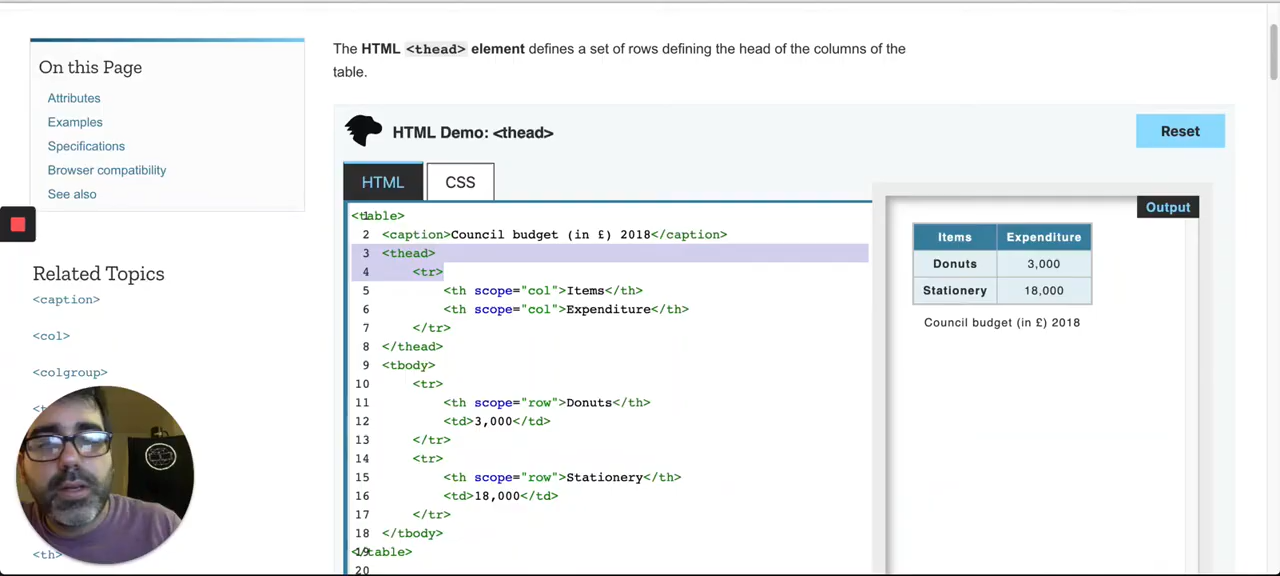 On this Page
Attributes
Examples
Specifications
Browser compatibility
See also
Related Topics
<caption>
<col>
<colgroup>
<th>
The HTML <thead> element defines a set of rows defining the head of the columns of the
table.
HTML Demo: <thead>
Reset
HTML
CSS
1 <table>
2 <caption>Council budget (in £) 2018</caption>
3 <thead>
4 <tr>
5 <th scope="col">Items</th>
6 <th scope="col">Expenditure</th>
7 </tr>
8 </thead>
9 <tbody>
10 <tr>
11 <th scope="row">Donuts</th>
12 <td>3,000</td>
13 </tr>
14 <tr>
15 <th scope="row">Stationery</th>
16 <td>18,000</td>
17 </tr>
18 </tbody>
19 </table>
20
Output
Items Expenditure
Donuts 3,000
Stationery 18,000
Council budget (in £) 2018